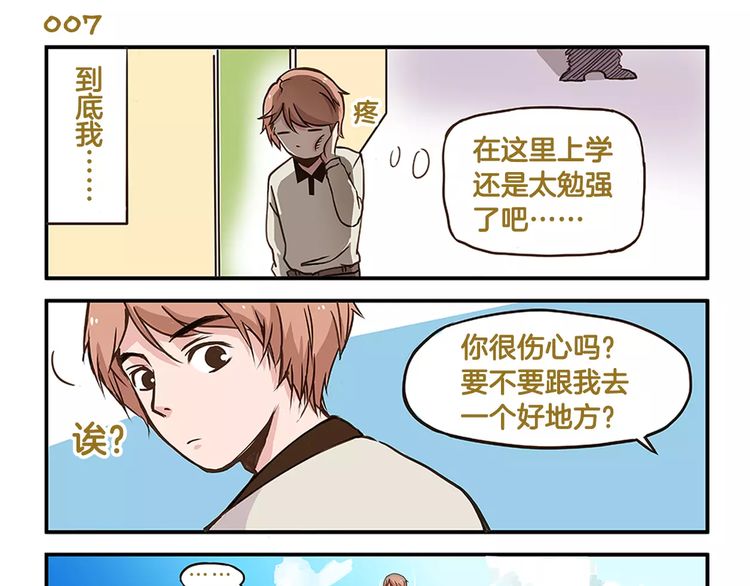 007
到底我……
疼
在这里上学
还是太勉强
了吧……
你很伤心吗?
要不要跟我去
一个好地方?
诶?
……